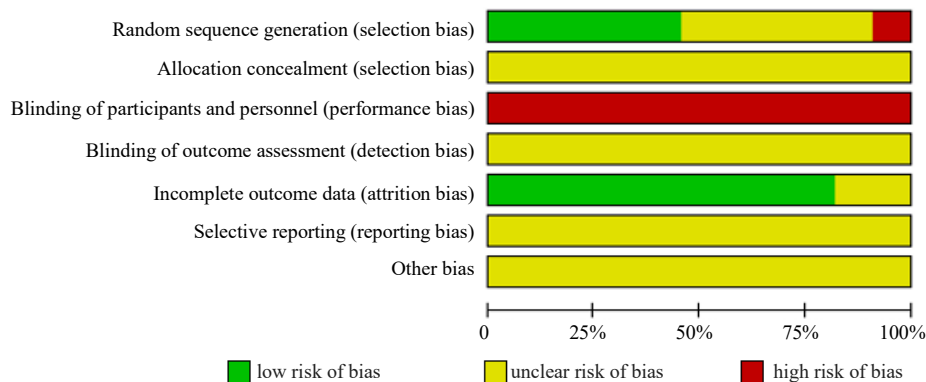 Random sequence generation (selection bias)
Allocation concealment (selection bias)
Blinding of participants and personnel (performance bias)
Blinding of outcome assessment (detection bias)
Incomplete outcome data (attrition bias)
Selective reporting (reporting bias)
Other bias
0 25% 50% 75% 100%
low risk of bias unclear risk of bias high risk of bias